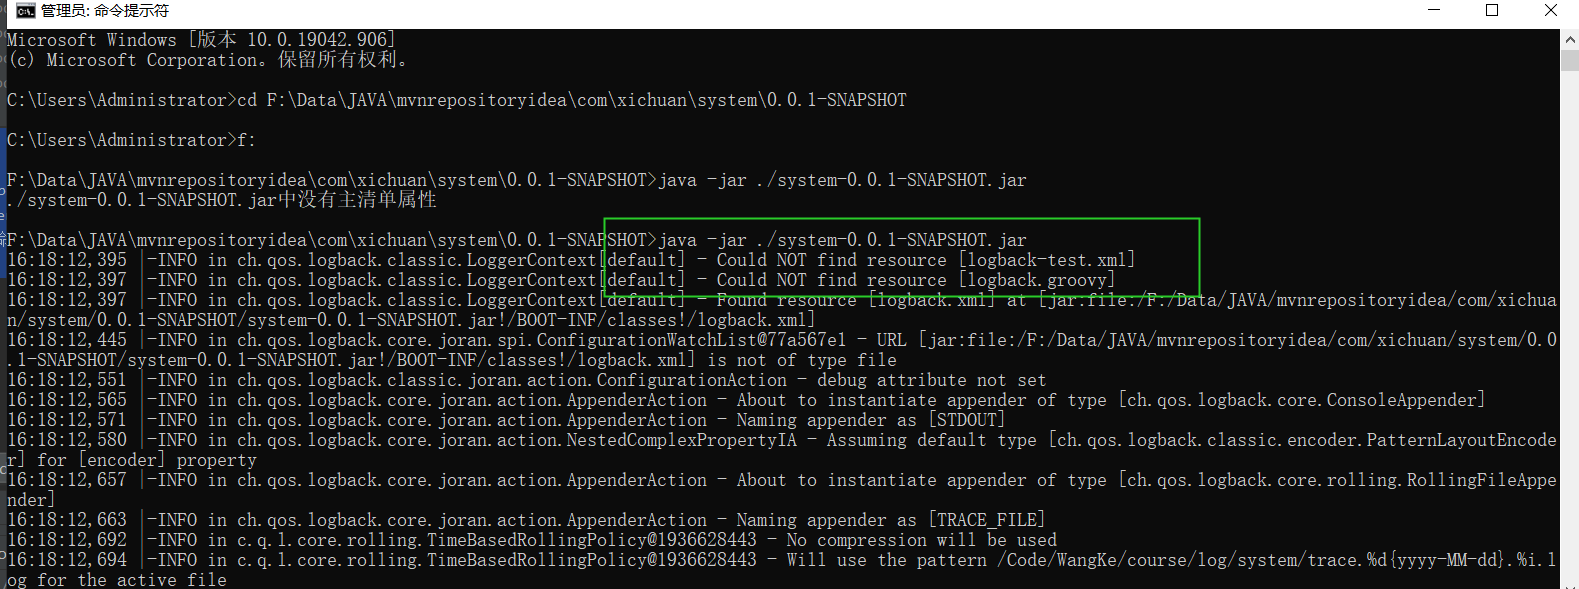 管理员: 命令提示符
Microsoft Windows [版本 10.0.19042.906]
(c) Microsoft Corporation。保留所有权利。
C:\Users\Administrator>cd F:\Data\JAVA\mvnrepositoryidea\com\xichuan\system\0.0.1-SNAPSHOT
C:\Users\Administrator>f:
F:\Data\JAVA\mvnrepositoryidea\com\xichuan\system\0.0.1-SNAPSHOT>java -jar ./system-0.0.1-SNAPSHOT.jar
./system-0.0.1-SNAPSHOT.jar中没有主清单属性
F:\Data\JAVA\mvnrepositoryidea\com\xichuan\system\0.0.1-SNAPSHOT>java -jar ./system-0.0.1-SNAPSHOT.jar
16:18:12,395 |-INFO in ch.qos.logback.classic.LoggerContext[default] - Could NOT find resource [logback-test.xml]
16:18:12,397 |-INFO in ch.qos.logback.classic.LoggerContext[default] - Could NOT find resource [logback.groovy]
16:18:12,397 |-INFO in ch.qos.logback.classic.LoggerContext[default] - Found resource [logback.xml] at [jar:file:/F:/Data/JAVA/mvnrepositoryidea/com/xichua
n/system/0.0.1-SNAPSHOT/system-0.0.1-SNAPSHOT.jar!/BOOT-INF/classes!/logback.xml]
16:18:12,445 |-INFO in ch.qos.logback.core.joran.spi.ConfigurationWatchList@77a567e1 - URL [jar:file:/F:/Data/JAVA/mvnrepositoryidea/com/xichuan/system/0.0
.1-SNAPSHOT/system-0.0.1-SNAPSHOT.jar!/BOOT-INF/classes!/logback.xml] is not of type file
16:18:12,551 |-INFO in ch.qos.logback.classic.joran.action.ConfigurationAction - debug attribute not set
16:18:12,565 |-INFO in ch.qos.logback.core.joran.action.AppenderAction - About to instantiate appender of type [ch.qos.logback.core.ConsoleAppender]
16:18:12,571 |-INFO in ch.qos.logback.core.joran.action.AppenderAction - Naming appender as [STDOUT]
16:18:12,580 |-INFO in ch.qos.logback.core.joran.action.NestedComplexPropertyIA - Assuming default type [ch.qos.logback.classic.encoder.PatternLayoutEncode
r] for [encoder] property
16:18:12,657 |-INFO in ch.qos.logback.core.joran.action.AppenderAction - About to instantiate appender of type [ch.qos.logback.core.rolling.RollingFileAppe
nder]
16:18:12,663 |-INFO in ch.qos.logback.core.joran.action.AppenderAction - Naming appender as [TRACE_FILE]
16:18:12,692 |-INFO in c.q.l.core.rolling.TimeBasedRollingPolicy@1936628443 - No compression will be used
16:18:12,694 |-INFO in c.q.l.core.rolling.TimeBasedRollingPolicy@1936628443 - Will use the pattern /Code/WangKe/course/log/system/trace.%d{yyyy-MM-dd}.%i.l
og for the active file